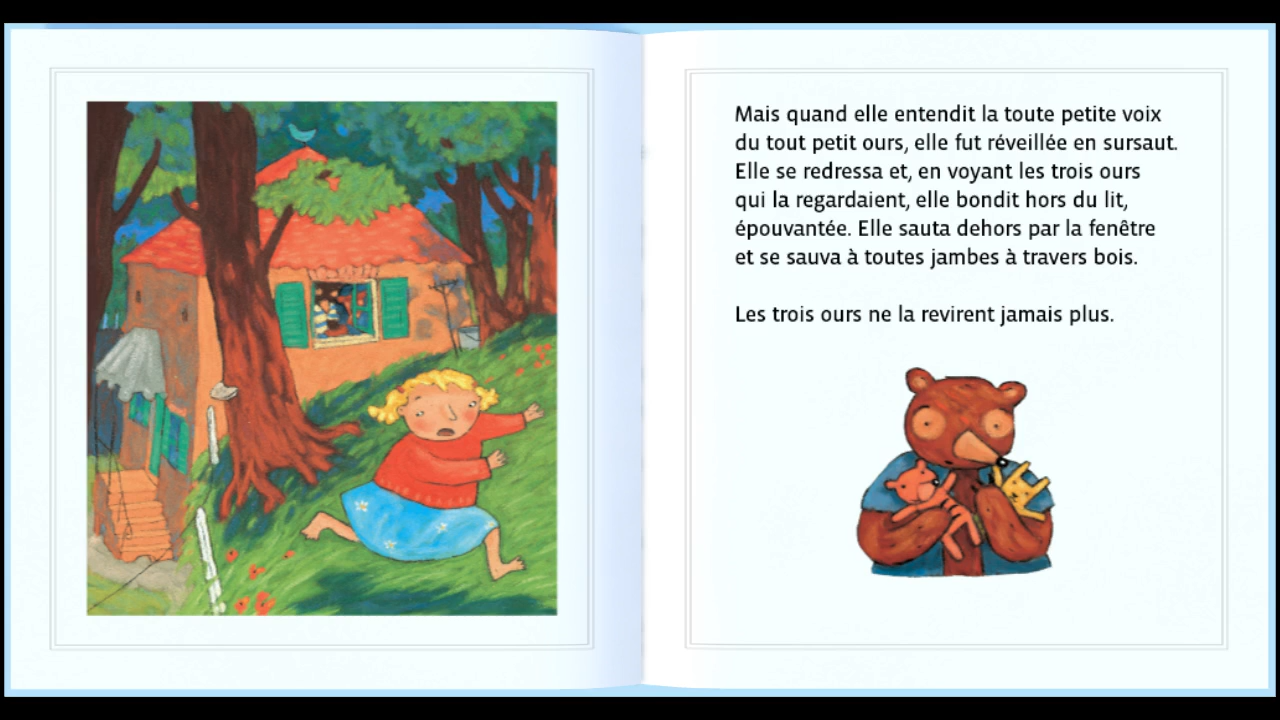 Mais quand elle entendit la toute petite voix
du tout petit ours, elle fut réveillée en sursaut.
Elle se redressa et, en voyant les trois ours
qui la regardaient, elle bondit hors du lit,
épouvantée. Elle sauta dehors par la fenêtre
et se sauva à toutes jambes à travers bois.
Les trois ours ne la revirent jamais plus.